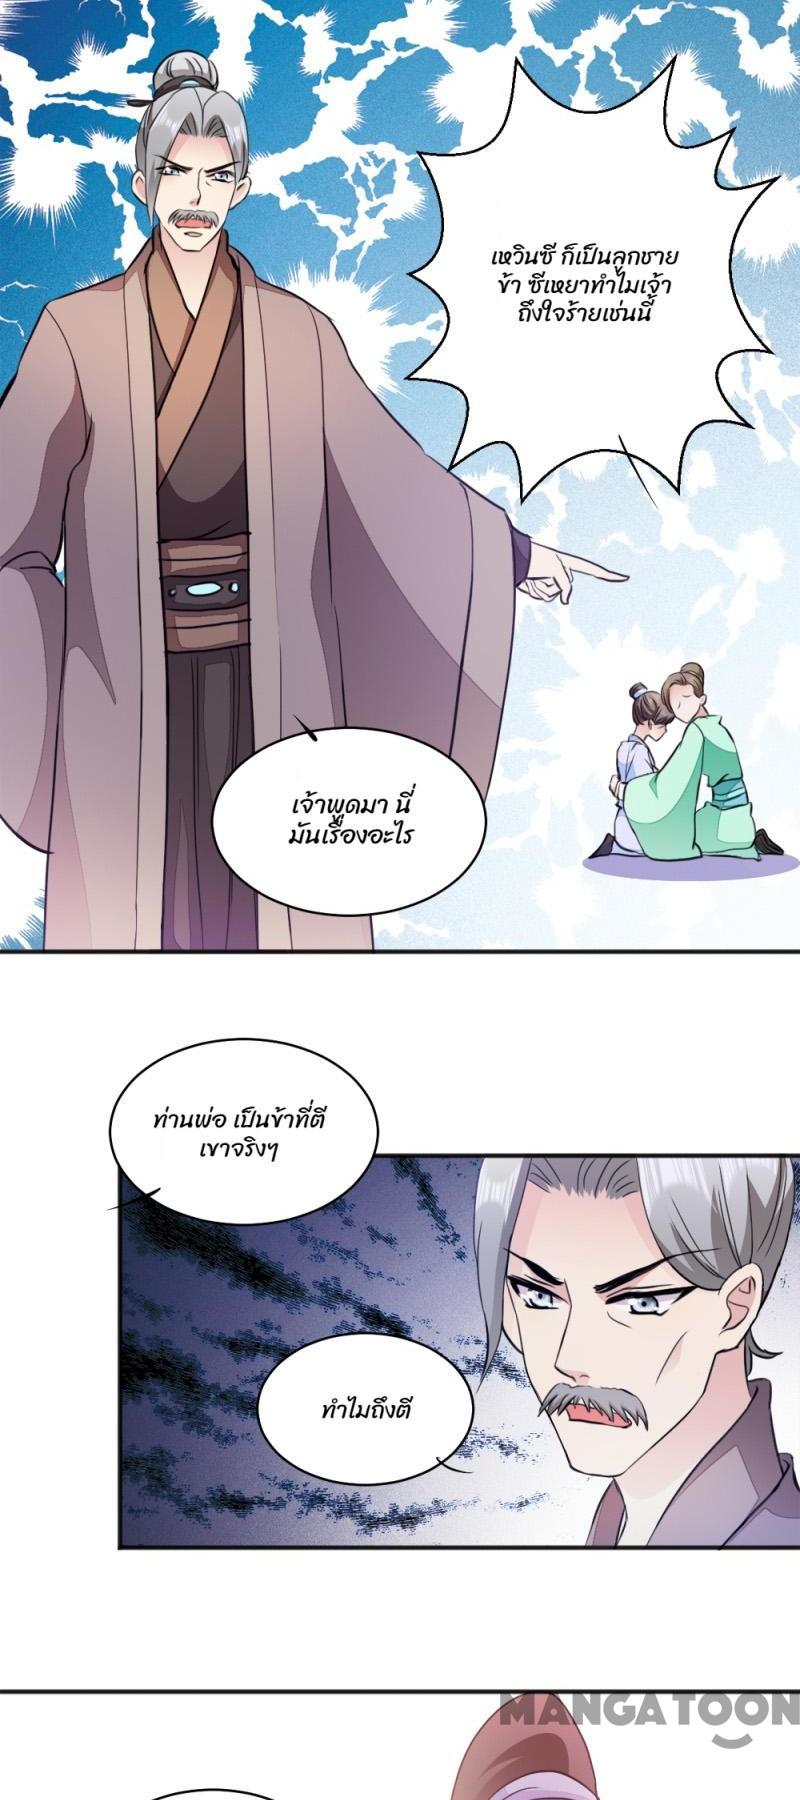 เหวินซี ก็เป็นลูกชาย
ข้า ซีเหยาทำไมเจ้า
ถึงใจร้ายเช่นนี้
เจ้าพูดมา นี่
มันเรื่องอะไร
ท่านพ่อ เป็นข้าที่ตี
เขาจริงๆ
ทำไมถึงตี
MANGATOON